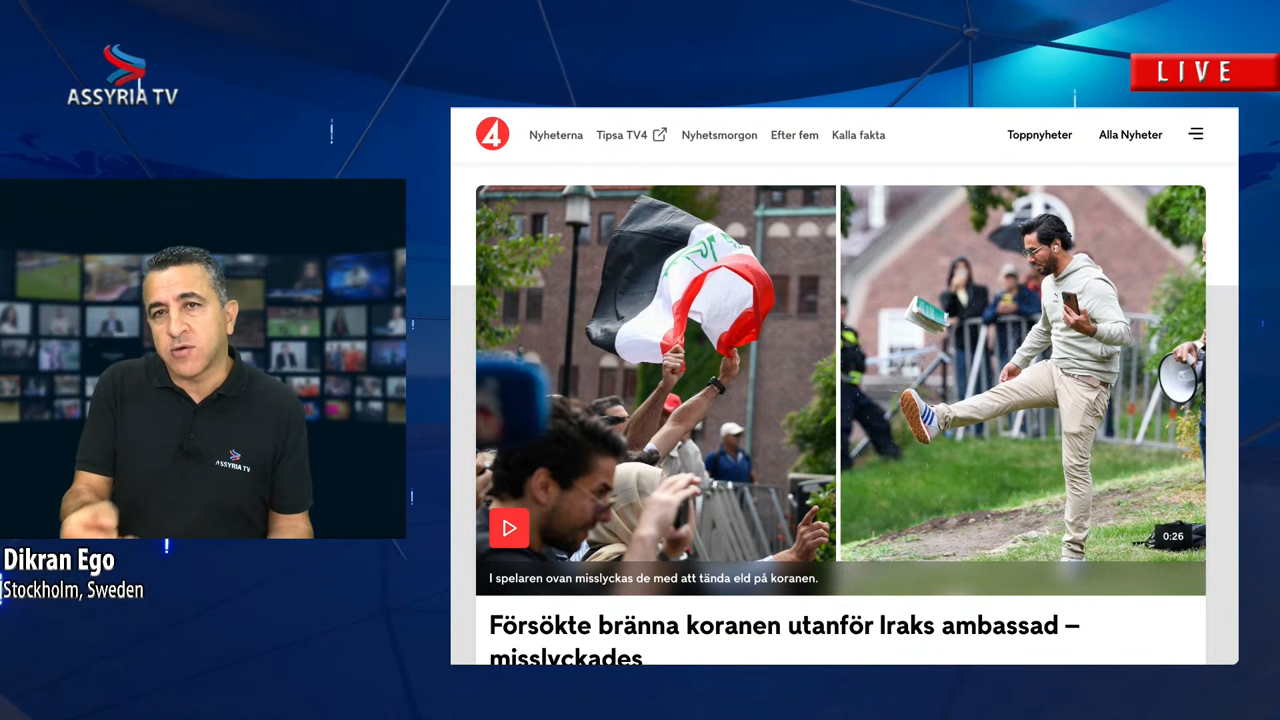 ASSYRIA TV
LIVE
4
Nyheterna Tipsa TV4 Nyhetsmorgon Efter fem Kalla fakta Toppnyheter Alla Nyheter
ASSYRIA TV
0:26
I spelaren ovan misslyckas de med att tända eld på koranen.
Dikran Ego
Stockholm, Sweden
Försökte bränna koranen utanför Iraks ambassad –
misslyckades